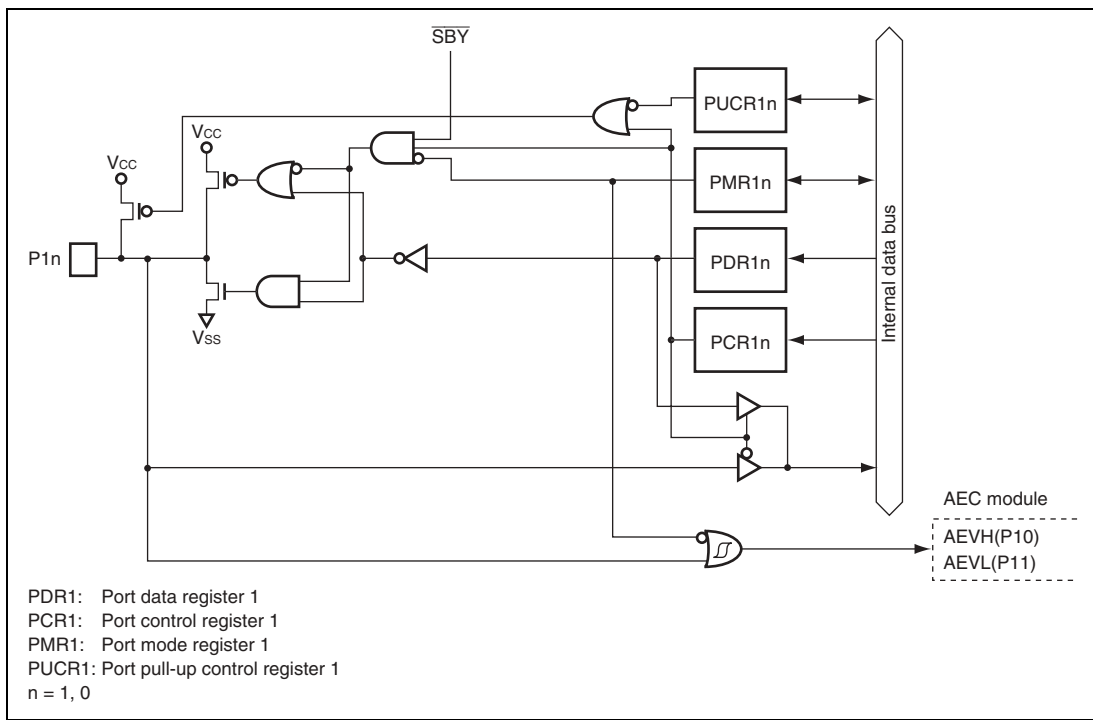 SBY
PUCR1n
VCC
VCC
PMR1n
P1n
PDR1n
VSS
PCR1n
Internal data bus
AEC module
AEVH(P10)
AEVL(P11)
PDR1: Port data register 1
PCR1: Port control register 1
PMR1: Port mode register 1
PUCR1: Port pull-up control register 1
n = 1, 0